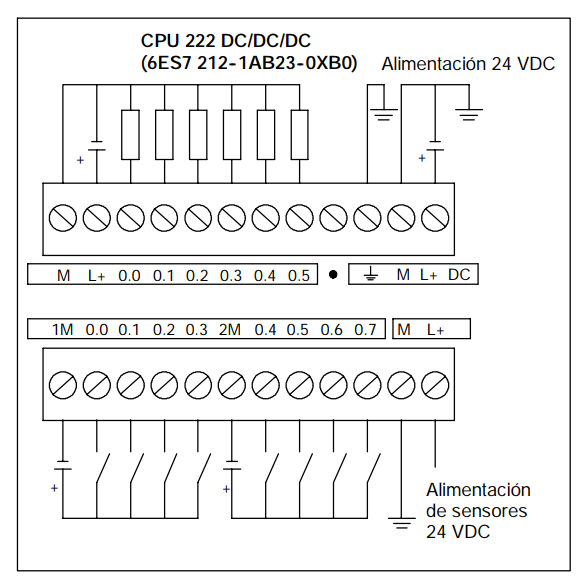 CPU 222 DC/DC/DC
(6ES7 212-1AB23-0XB0)
Alimentación 24 VDC
+
+
M L+ 0.0 0.1 0.2 0.3 0.4 0.5
M L+ DC
1M 0.0 0.1 0.2 0.3 2M 0.4 0.5 0.6 0.7
M L+
+
+
Alimentación
de sensores
24 VDC